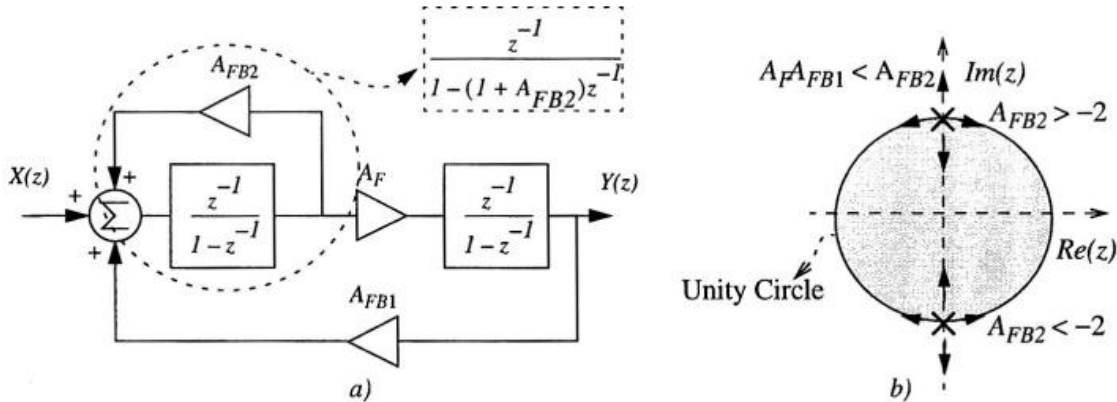 z^-1
1 - (1 + A_FB2)z^-1
A_FB2
X(z)
+
+
+
Σ
z^-1
1 - z^-1
A_F
z^-1
1 - z^-1
Y(z)
A_FB1
a)
A_FA_FB1 < A_FB2
Im(z)
A_FB2 > -2
Re(z)
Unity Circle
A_FB2 < -2
b)